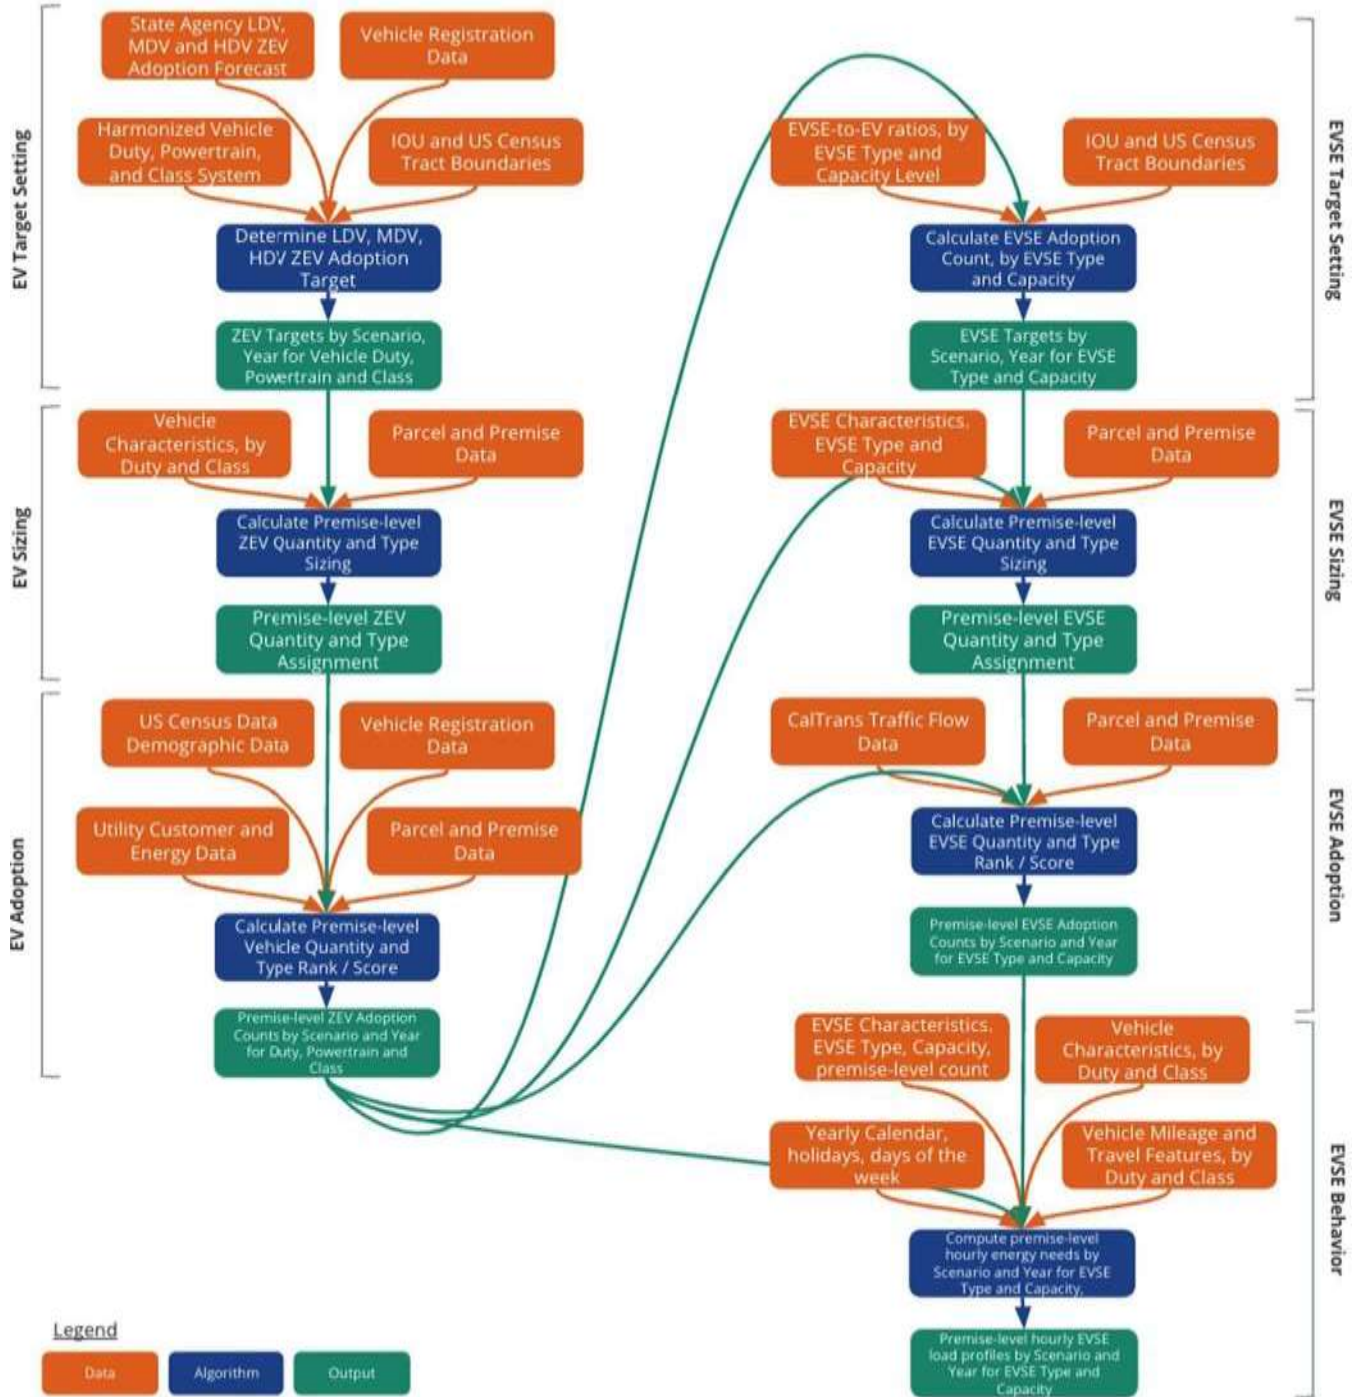 EV Target Setting
State Agency LDV,
MDV and HDV ZEV
Adoption Forecast
Vehicle Registration
Data
Harmonized Vehicle
Duty, Powertrain,
and Class System
IOU and US Census
Tract Boundaries
Determine LDV, MDV,
HDV ZEV Adoption
Target
ZEV Targets by Scenario,
Year for Vehicle Duty,
Powertrain and Class
EV Sizing
Vehicle
Characteristics, by
Duty and Class
Parcel and Premise
Data
Calculate Premise-level
ZEV Quantity and Type
Sizing
Premise-level ZEV
Quantity and Type
Assignment
EV Adoption
US Census Data
Demographic Data
Vehicle Registration
Data
Utility Customer and
Energy Data
Parcel and Premise
Data
Calculate Premise-level
Vehicle Quantity and
Type Rank / Score
Premise-level ZEV Adoption
Counts by Scenario and Year
for Duty, Powertrain and
Class
EVSE Target Setting
EVSE-to-EV ratios, by
EVSE Type and
Capacity Level
IOU and US Census
Tract Boundaries
Calculate EVSE Adoption
Count, by EVSE Type
and Capacity
EVSE Targets by
Scenario, Year for EVSE
Type and Capacity
EVSE Sizing
EVSE Characteristics,
EVSE Type and
Capacity
Parcel and Premise
Data
Calculate Premise-level
EVSE Quantity and Type
Sizing
Premise-level EVSE
Quantity and Type
Assignment
EVSE Adoption
CalTrans Traffic Flow
Data
Parcel and Premise
Data
Calculate Premise-level
EVSE Quantity and Type
Rank / Score
Premise-level EVSE Adoption
Counts by Scenario and Year
for EVSE Type and Capacity
EVSE Behavior
EVSE Characteristics,
EVSE Type, Capacity,
premise-level count
Vehicle
Characteristics, by
Duty and Class
Yearly Calendar,
holidays, days of the
week
Vehicle Mileage and
Travel Features, by
Duty and Class
Compute premise-level
hourly energy needs by
Scenario and Year for EVSE
Type and Capacity,
Premise-level hourly EVSE
load profiles by Scenario and
Year for EVSE Type and
Capacity
Legend
Data
Algorithm
Output